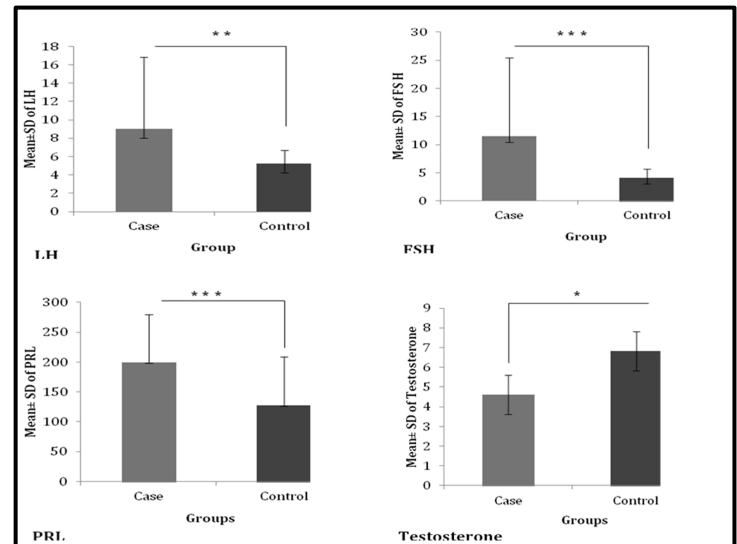 **
18
16
14
12
10
8
6
4
2
0
Mean±SD of LH
Case Control
Group
LH
***
30
25
20
15
10
5
0
Mean± SD of FS H
Case Control
Group
FSH
***
300
250
200
150
100
50
0
Mean± SD of PRL
Case Control
Groups
PRL
*
9
8
7
6
5
4
3
2
1
0
Mean± SD of Testosterone
Case Control
Groups
Testosterone